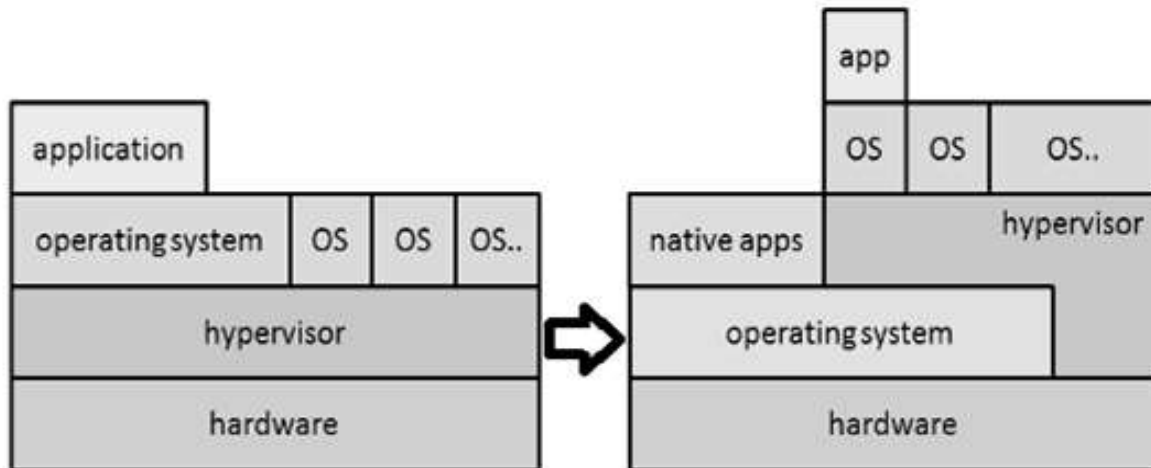 application
operating system
OS
OS
OS..
hypervisor
hardware
app
OS
OS
OS..
native apps
hypervisor
operating system
hardware